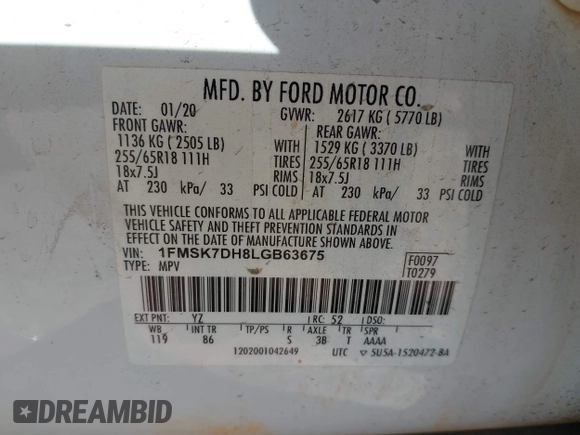 MFD. BY FORD MOTOR CO.
DATE: 01/20 GVWR: 2617 KG ( 5770 LB)
FRONT GAWR: REAR GAWR:
1136 KG ( 2505 LB) WITH 1529 KG ( 3370 LB) WITH
255/65R18 111H TIRES 255/65R18 111H TIRES
18x7.5J RIMS 18x7.5J RIMS
AT 230 kPa/ 33 PSI COLD AT 230 kPa/ 33 PSI COLD
THIS VEHICLE CONFORMS TO ALL APPLICABLE FEDERAL MOTOR
VEHICLE SAFETY AND THEFT PREVENTION STANDARDS IN
EFFECT ON THE DATE OF MANUFACTURE SHOWN ABOVE.
VIN: 1FMSK7DH8LGB63675 F0097
TYPE: MPV T0279
EXT PNT: YZ RC: 52 DSO:
WB INT TR TP/PS R AXLE TR SPR
119 86 S 3B T AAAA
1202001042649 UTC ▽ 5U5A-1520472-BA
DREAMBID